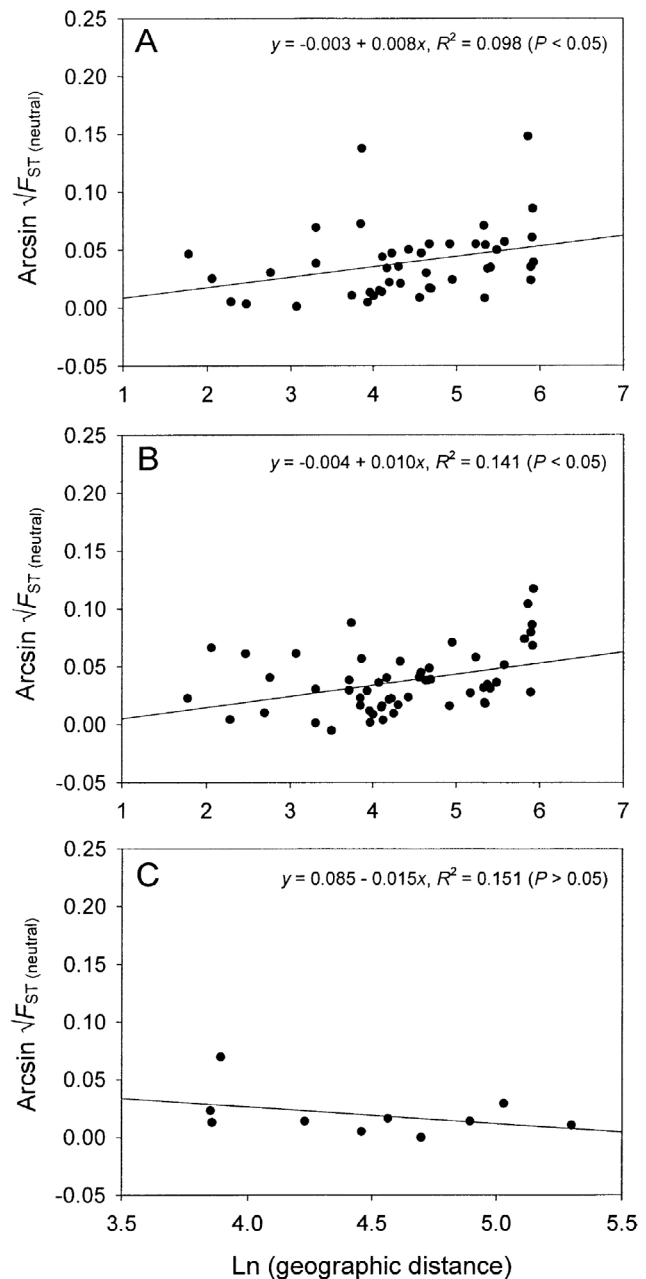 A
y = -0.003 + 0.008x, R² = 0.098 (P < 0.05)
Arcsin √F_ST (neutral)
0.25
0.20
0.15
0.10
0.05
0.00
-0.05
1 2 3 4 5 6 7
B
y = -0.004 + 0.010x, R² = 0.141 (P < 0.05)
Arcsin √F_ST (neutral)
0.25
0.20
0.15
0.10
0.05
0.00
-0.05
1 2 3 4 5 6 7
C
y = 0.085 - 0.015x, R² = 0.151 (P > 0.05)
Arcsin √F_ST (neutral)
0.25
0.20
0.15
0.10
0.05
0.00
-0.05
3.5 4.0 4.5 5.0 5.5
Ln (geographic distance)